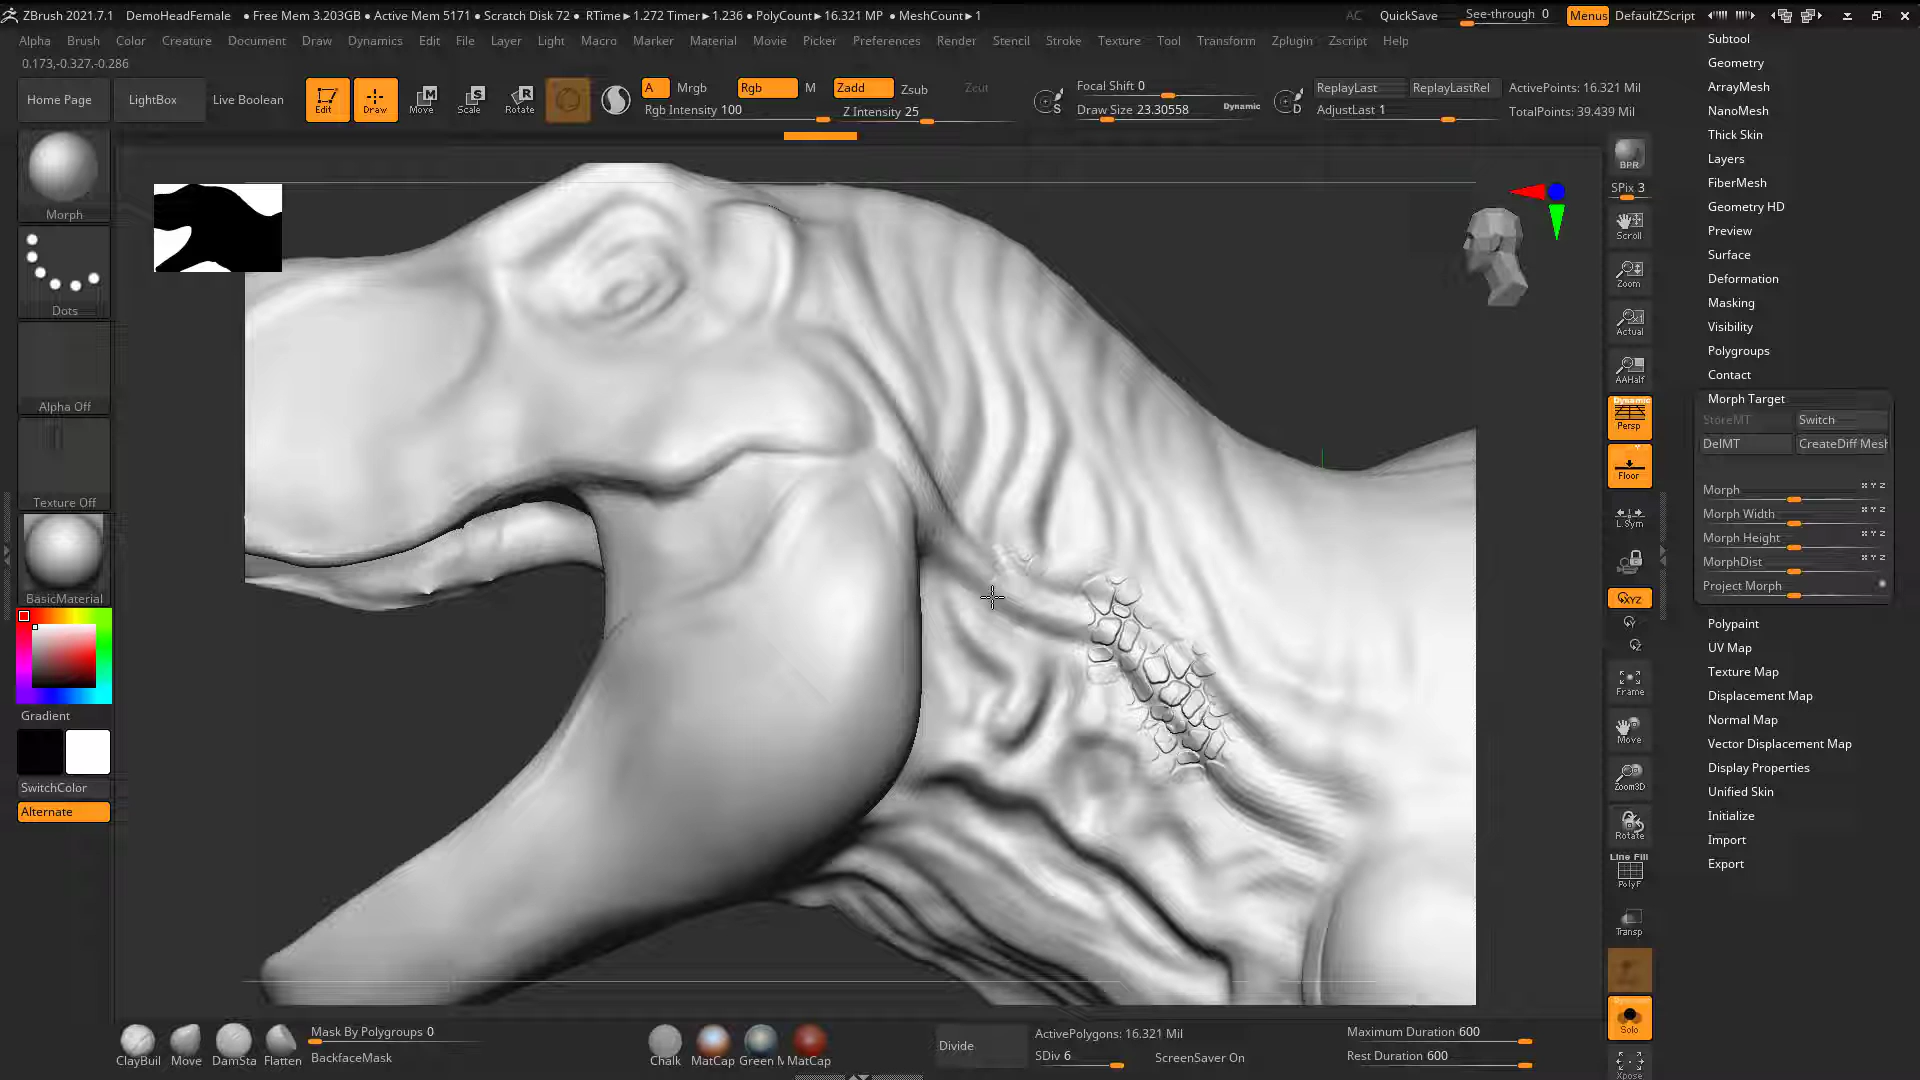 ZBrush 2021.7.1 DemoHeadFemale ● Free Mem 3.203GB ● Active Mem 5171 ● Scratch Disk 72 ● RTime►1.272 Timer►1.236 ● PolyCount►16.321 MP ● MeshCount►1 AC QuickSave See-through 0 Menus DefaultZScript
Alpha Brush Color Creature Document Draw Dynamics Edit File Layer Light Macro Marker Material Movie Picker Preferences Render Stencil Stroke Texture Tool Transform Zplugin Zscript Help
0.173,-0.327,-0.286
Home Page LightBox Live Boolean Edit Draw Move Scale Rotate
A Mrgb Rgb M Zadd Zsub Zcut
Rgb Intensity 100 Z Intensity 25
Focal Shift 0
Draw Size 23.30558 Dynamic
ReplayLast ReplayLastRel ActivePoints: 16.321 Mil
AdjustLast 1 TotalPoints: 39.439 Mil
Morph
Dots
Alpha Off
Texture Off
BasicMaterial
Gradient
SwitchColor
Alternate
BPR
SPix 3
Scroll
Zoom
Actual
AAHalf
Dynamic
Persp
Floor
L.Sym
XYZ
Frame
Move
Zoom3D
Rotate
Line Fill
PolyF
Transp
Dynamic
Solo
Xpose
Subtool
Geometry
ArrayMesh
NanoMesh
Thick Skin
Layers
FiberMesh
Geometry HD
Preview
Surface
Deformation
Masking
Visibility
Polygroups
Contact
Morph Target
StoreMT Switch
DelMT CreateDiff Mesh
Morph X Y Z
Morph Width X Y Z
Morph Height X Y Z
MorphDist X Y Z
Project Morph
Polypaint
UV Map
Texture Map
Displacement Map
Normal Map
Vector Displacement Map
Display Properties
Unified Skin
Initialize
Import
Export
ClayBuil Move DamSta Flatten
Mask By Polygroups 0
BackfaceMask
Chalk MatCap Green M MatCap
Divide
ActivePolygons: 16.321 Mil
SDiv 6 ScreenSaver On
Maximum Duration 600
Rest Duration 600